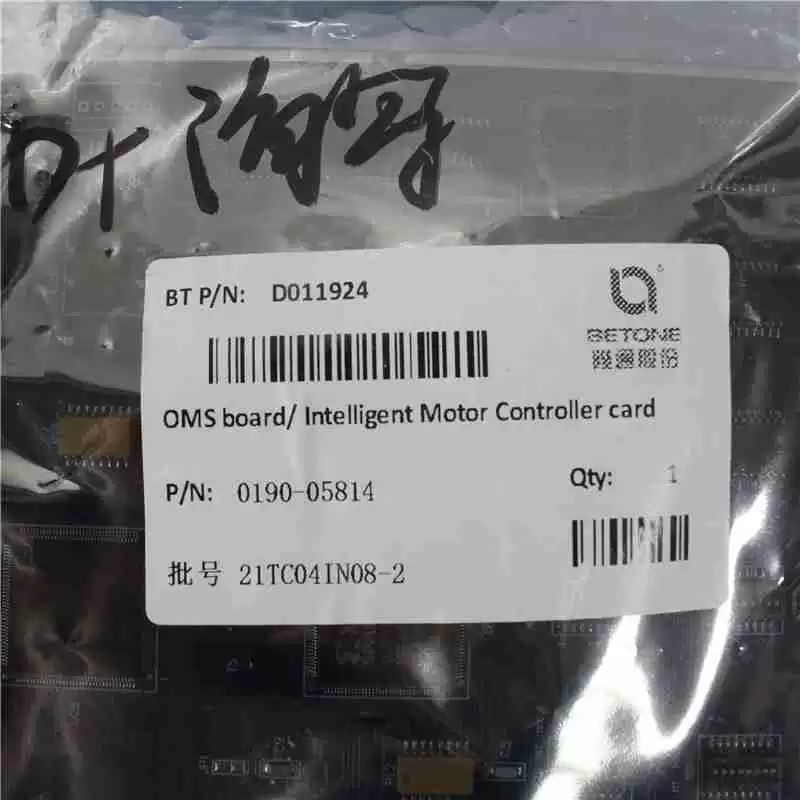 BT P/N: D011924
BETONE
OMS board/ Intelligent Motor Controller card
P/N: 0190-05814
Qty: 1
批号 21TC04IN08-2